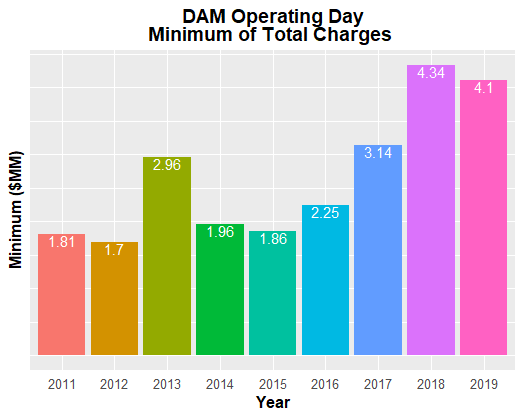 DAM Operating Day
Minimum of Total Charges
Minimum ($MM)
1.81
1.7
2.96
1.96
1.86
2.25
3.14
4.34
4.1
2011 2012 2013 2014 2015 2016 2017 2018 2019
Year